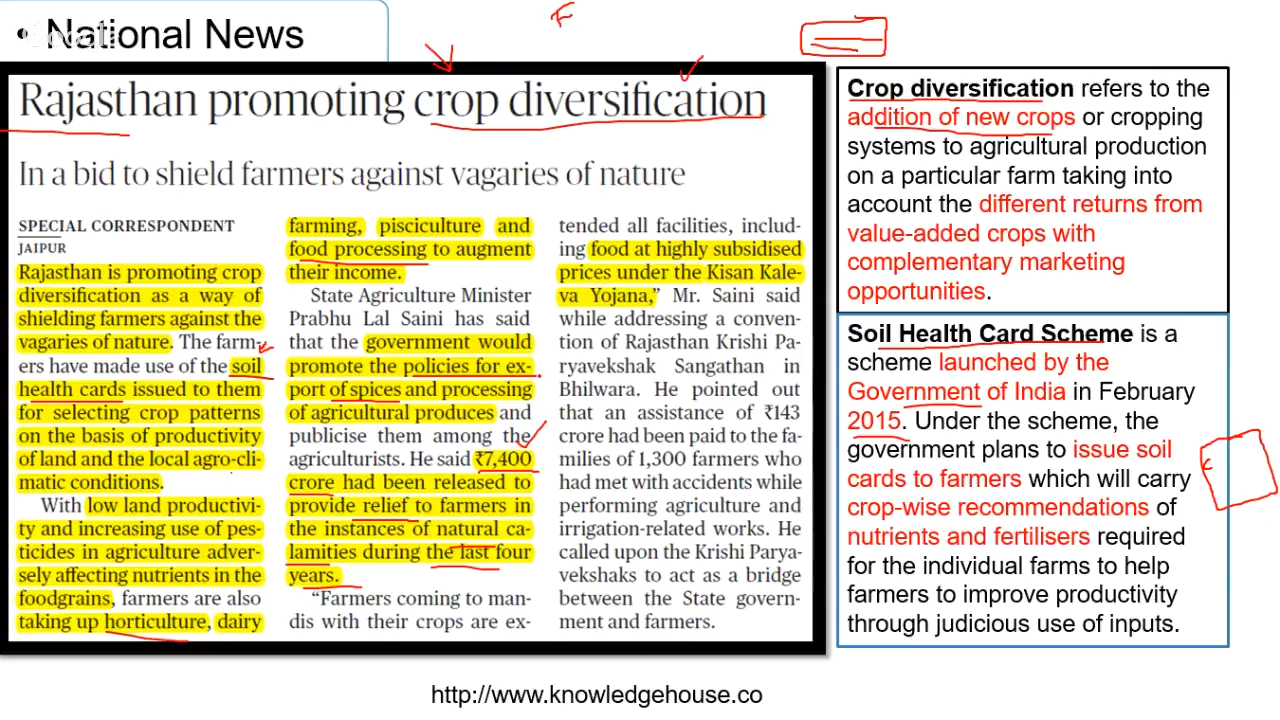 • National News
Rajasthan promoting crop diversification
In a bid to shield farmers against vagaries of nature
SPECIAL CORRESPONDENT
JAIPUR
Rajasthan is promoting crop
diversification as a way of
shielding farmers against the
vagaries of nature. The farm-
ers have made use of the soil
health cards issued to them
for selecting crop patterns
on the basis of productivity
of land and the local agro-cli-
matic conditions.
With low land productivi-
ty and increasing use of pes-
ticides in agriculture adver-
sely affecting nutrients in the
foodgrains, farmers are also
taking up horticulture, dairy
farming, pisciculture and
food processing to augment
their income.
State Agriculture Minister
Prabhu Lal Saini has said
that the government would
promote the policies for ex-
port of spices and processing
of agricultural produces and
publicise them among the
agriculturists. He said ₹7,400
crore had been released to
provide relief to farmers in
the instances of natural ca-
lamities during the last four
years.
“Farmers coming to man-
dis with their crops are ex-
tended all facilities, includ-
ing food at highly subsidised
prices under the Kisan Kale-
va Yojana,” Mr. Saini said
while addressing a conven-
tion of Rajasthan Krishi Pa-
ryavekshak Sangathan in
Bhilwara. He pointed out
that an assistance of ₹143
crore had been paid to the fa-
milies of 1,300 farmers who
had met with accidents while
performing agriculture and
irrigation-related works. He
called upon the Krishi Parya-
vekshaks to act as a bridge
between the State govern-
ment and farmers.
Crop diversification refers to the
addition of new crops or cropping
systems to agricultural production
on a particular farm taking into
account the different returns from
value-added crops with
complementary marketing
opportunities.
Soil Health Card Scheme is a
scheme launched by the
Government of India in February
2015. Under the scheme, the
government plans to issue soil
cards to farmers which will carry
crop-wise recommendations of
nutrients and fertilisers required
for the individual farms to help
farmers to improve productivity
through judicious use of inputs.
http://www.knowledgehouse.co